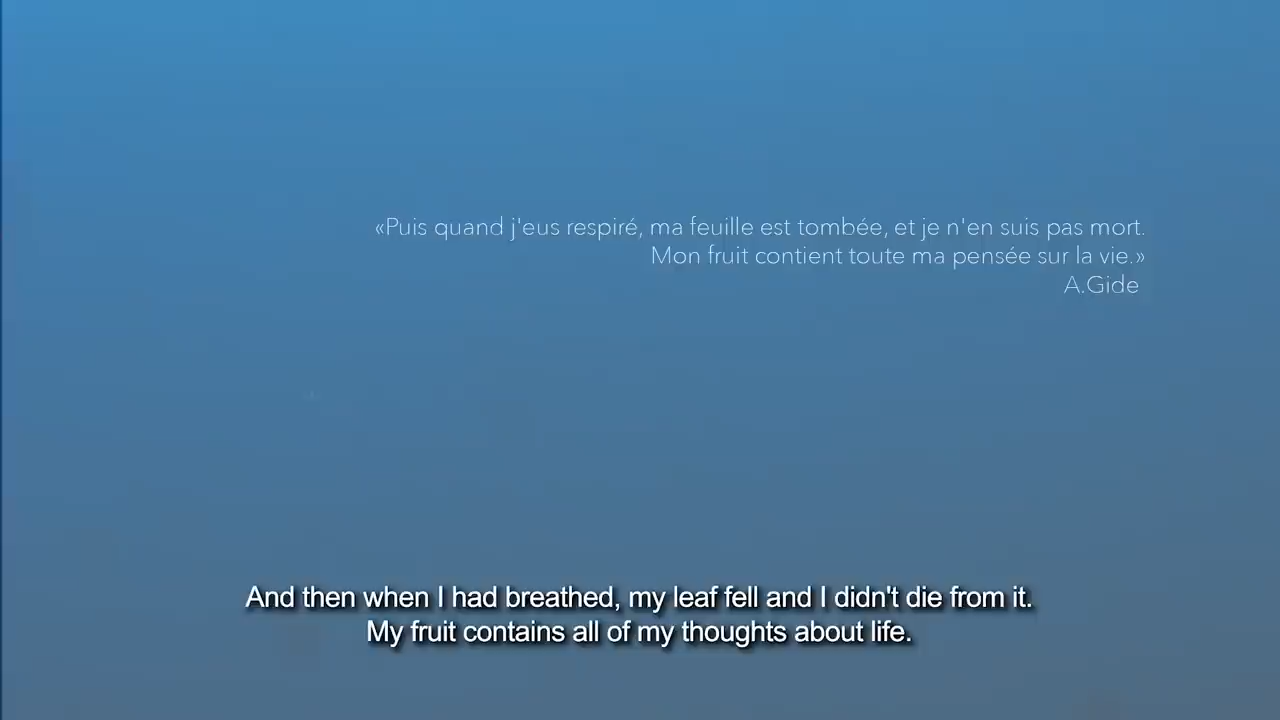 «Puis quand j'eus respiré, ma feuille est tombée, et je n'en suis pas mort.
Mon fruit contient toute ma pensée sur la vie.»
A.Gide
And then when I had breathed, my leaf fell and I didn't die from it.
My fruit contains all of my thoughts about life.